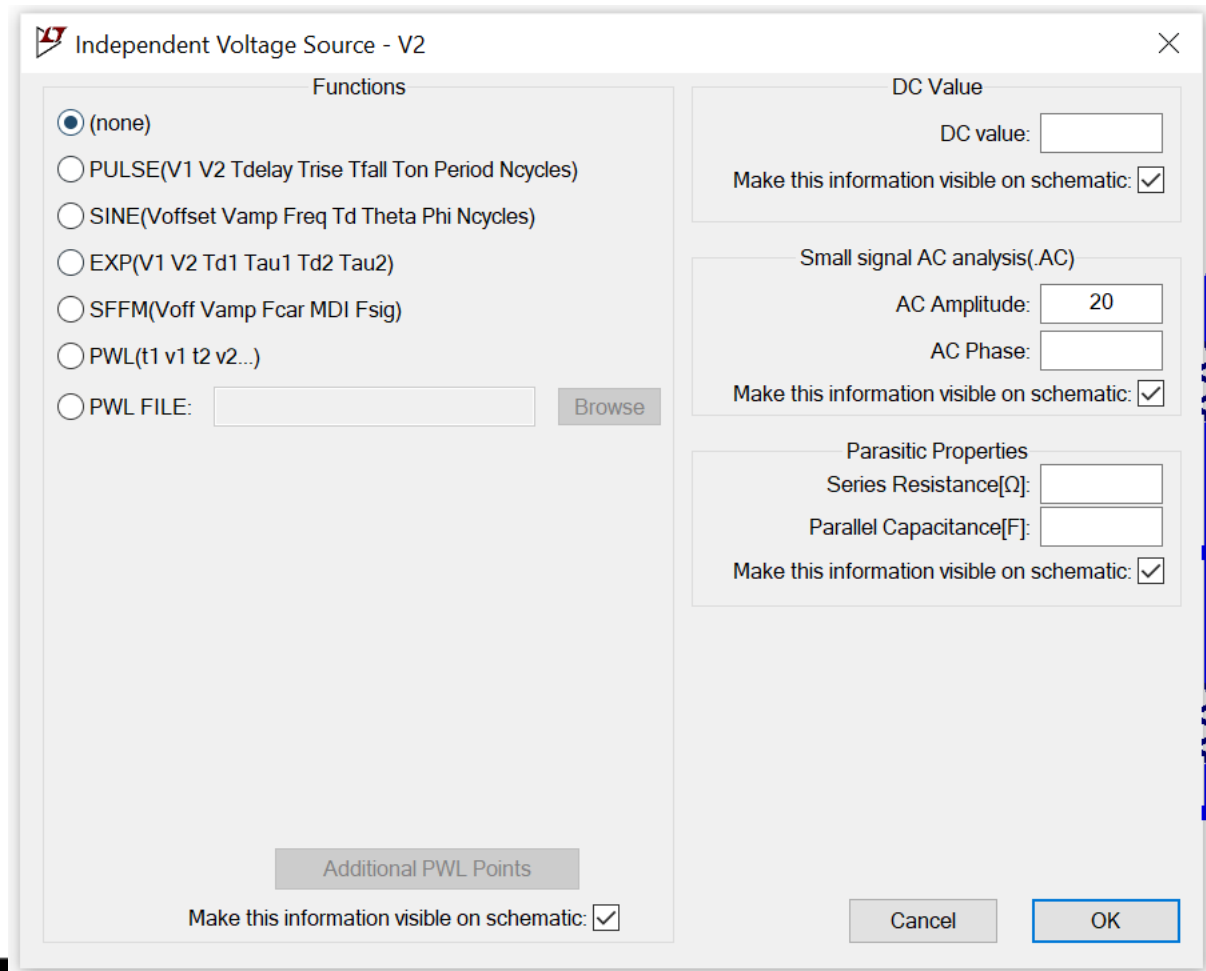 Independent Voltage Source - V2
Functions
(none)
PULSE(V1 V2 Tdelay Trise Tfall Ton Period Ncycles)
SINE(Voffset Vamp Freq Td Theta Phi Ncycles)
EXP(V1 V2 Td1 Tau1 Td2 Tau2)
SFFM(Voff Vamp Fcar MDI Fsig)
PWL(t1 v1 t2 v2...)
PWL FILE: Browse
Additional PWL Points
Make this information visible on schematic:
DC Value
DC value:
Make this information visible on schematic:
Small signal AC analysis(.AC)
AC Amplitude: 20
AC Phase:
Make this information visible on schematic:
Parasitic Properties
Series Resistance[Ω]:
Parallel Capacitance[F]:
Make this information visible on schematic:
Cancel OK